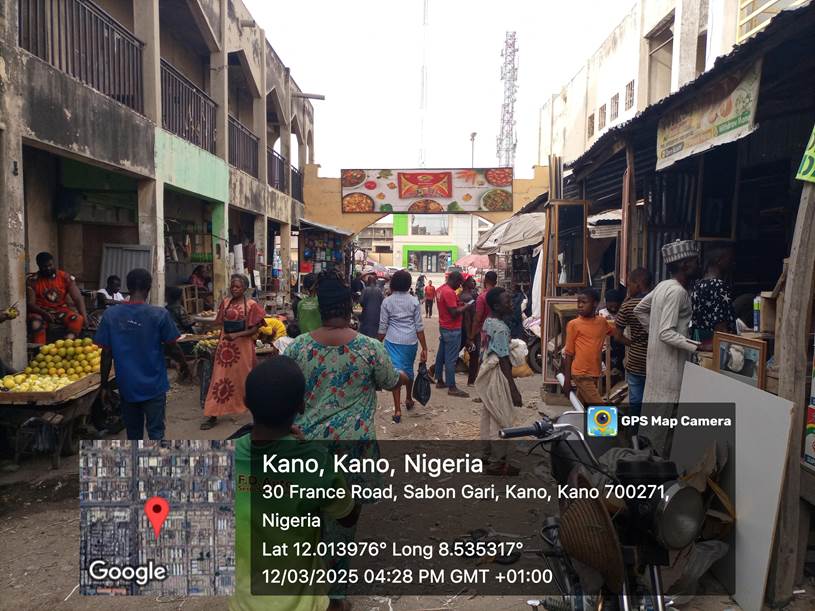 GPS Map Camera
Kano, Kano, Nigeria
30 France Road, Sabon Gari, Kano, Kano 700271,
Nigeria
Lat 12.013976° Long 8.535317°
12/03/2025 04:28 PM GMT +01:00
Google